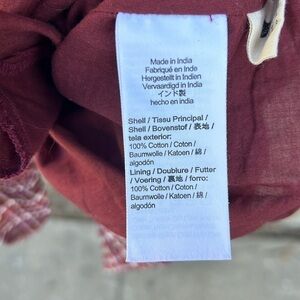 Made in India
Fabriqué en Inde
Hergestellt in Indien
Vervaardigd in India
インド製
hecho en india
Shell / Tissu Principal /
Shell / Bovenstof / 表地 /
tela exterior:
100% Cotton / Coton /
Baumwolle / Katoen / 綿 /
algodón
Lining / Doublure / Futter
/ Voering / 裏地 / forro:
100% Cotton / Coton /
Baumwolle / Katoen / 綿 /
algodón